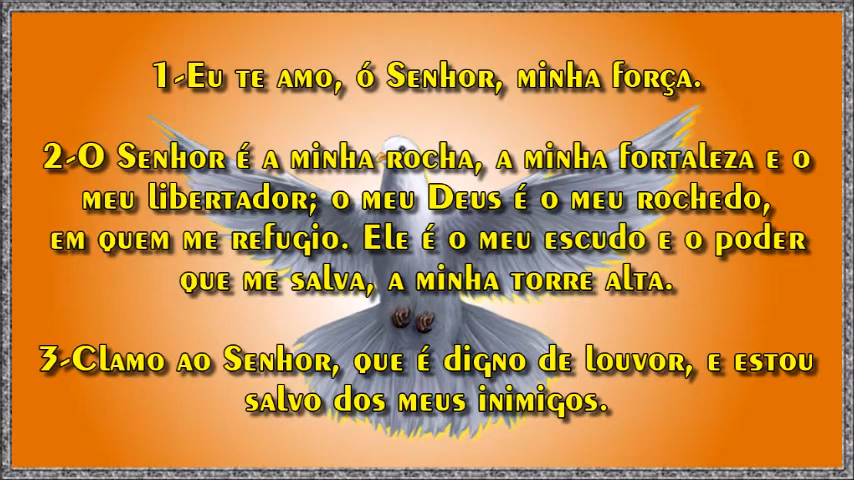 1-Eu te amo, ó Senhor, minha força.
2-O Senhor é a minha rocha, a minha fortaleza e o
meu libertador; o meu Deus é o meu rochedo,
em quem me refugio. Ele é o meu escudo e o poder
que me salva, a minha torre alta.
3-Clamo ao Senhor, que é digno de louvor, e estou
salvo dos meus inimigos.